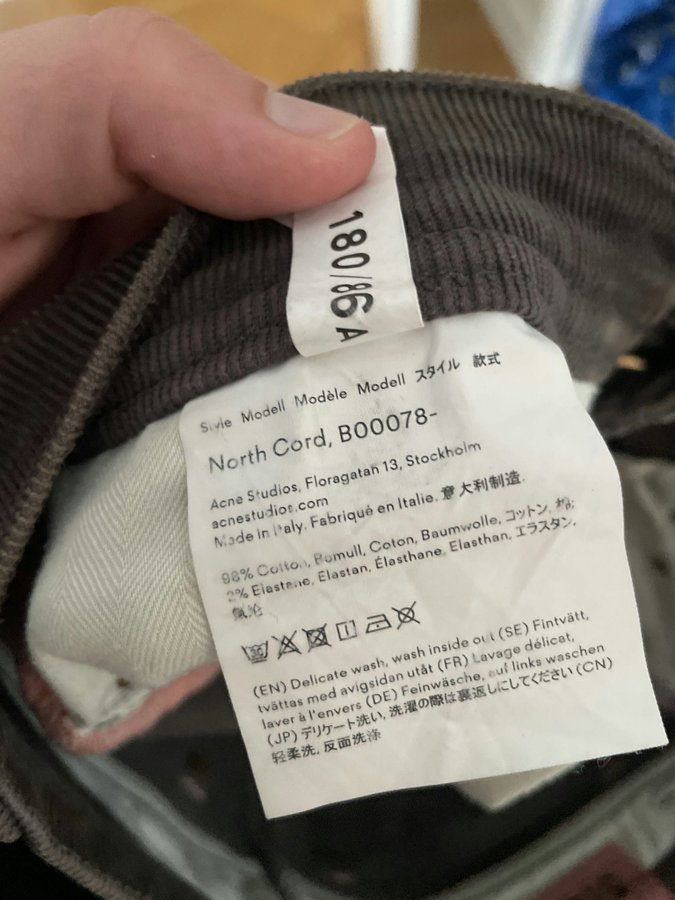 180/86 A
Style Modell Modèle Modell スタイル 款式
North Cord, B00078-
Acne Studios, Floragatan 13, Stockholm
acnestudios.com
Made in Italy. Fabriqué en Italie. 意大利制造.
98% Cotton, Bomull, Coton, Baumwolle, コットン, 棉;
2% Elastane, Elastan, Élasthane, Elasthan, エラスタン,
氨纶
(EN) Delicate wash, wash inside out (SE) Fintvätt,
tvättas med avigsidan utåt (FR) Lavage délicat,
laver à l'envers (DE) Feinwäsche, auf links waschen
(JP) デリケート洗い, 洗濯の際は裏返しにしてください (CN)
轻柔洗, 反面洗涤